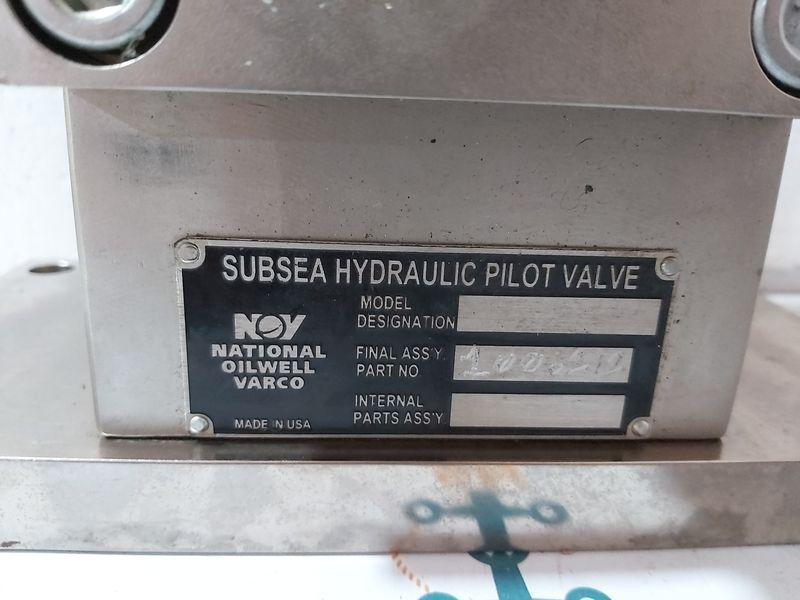 SUBSEA HYDRAULIC PILOT VALVE
MODEL
DESIGNATION
NOV
NATIONAL
OILWELL
VARCO
FINAL ASS'Y.
PART NO.
INTERNAL
PARTS ASS'Y
MADE IN USA